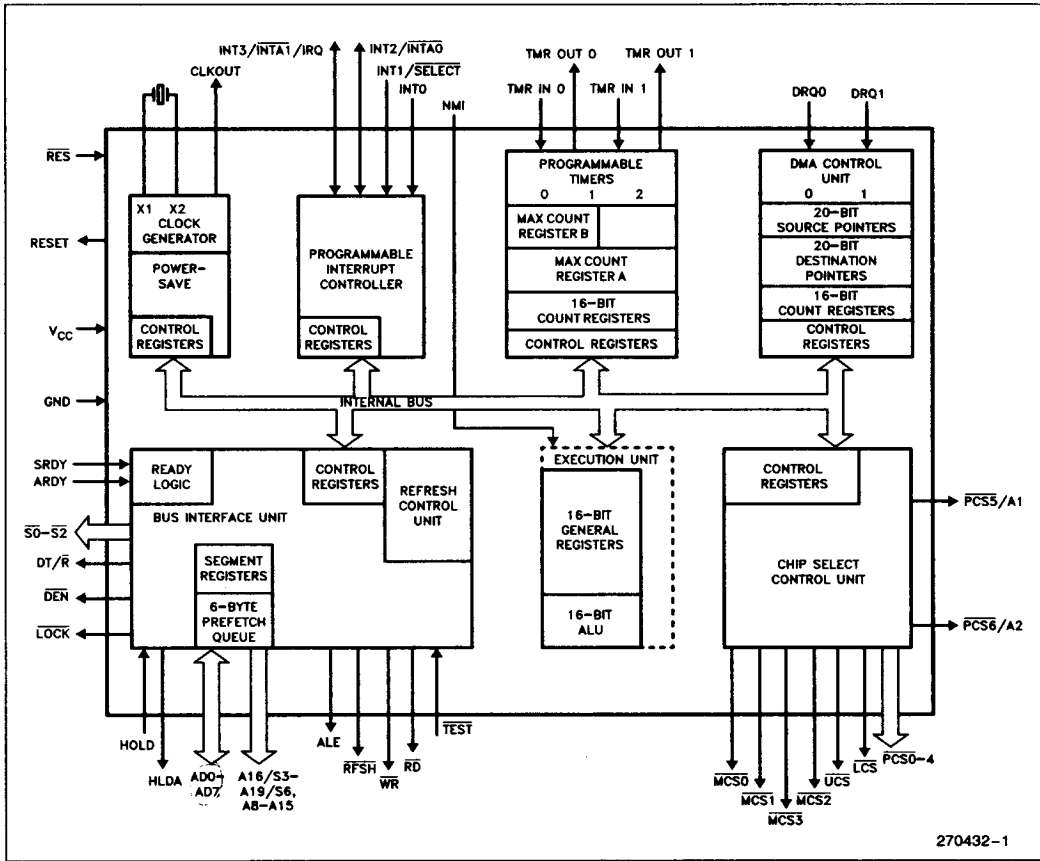 INT3/INTA1/IRQ
INT2/INTA0
INT1/SELECT
INT0
CLKOUT
NMI
TMR OUT 0
TMR OUT 1
TMR IN 0
TMR IN 1
DRQ0
DRQ1
RES
RESET
VCC
GND
SRDY
ARDY
S0-S2
DT/R
DEN
LOCK
X1 X2
CLOCK
GENERATOR
POWER-
SAVE
CONTROL
REGISTERS
PROGRAMMABLE
INTERRUPT
CONTROLLER
CONTROL
REGISTERS
PROGRAMMABLE
TIMERS
0 1 2
MAX COUNT
REGISTER B
MAX COUNT
REGISTER A
16-BIT
COUNT REGISTERS
CONTROL REGISTERS
DMA CONTROL
UNIT
0 1
20-BIT
SOURCE POINTERS
20-BIT
DESTINATION
POINTERS
16-BIT
COUNT REGISTERS
CONTROL
REGISTERS
INTERNAL BUS
READY
LOGIC
BUS INTERFACE UNIT
CONTROL
REGISTERS
REFRESH
CONTROL
UNIT
SEGMENT
REGISTERS
6-BYTE
PREFETCH
QUEUE
EXECUTION UNIT
16-BIT
GENERAL
REGISTERS
16-BIT
ALU
CONTROL
REGISTERS
CHIP SELECT
CONTROL UNIT
PCS5/A1
PCS6/A2
HOLD
HLDA
AD0-
AD7
A16/S3-
A19/S6,
A8-A15
ALE
RFSH
WR
RD
TEST
MCS0
MCS1
MCS3
MCS2
UCS
LCS
PCS0-4
270432-1